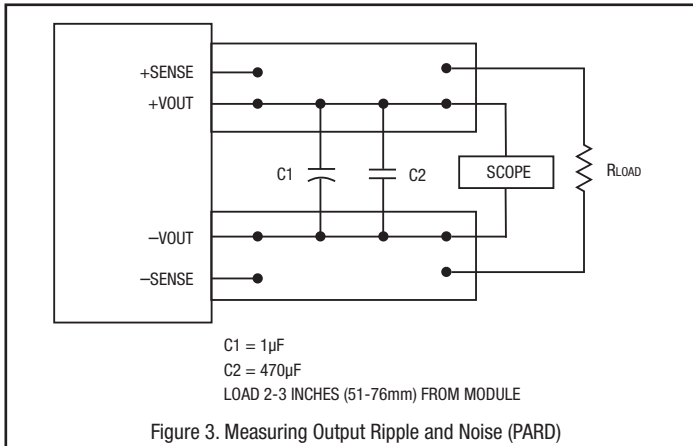 +SENSE
+VOUT
C1
C2
SCOPE
RLOAD
−VOUT
−SENSE
C1 = 1µF
C2 = 470µF
LOAD 2-3 INCHES (51-76mm) FROM MODULE
Figure 3. Measuring Output Ripple and Noise (PARD)